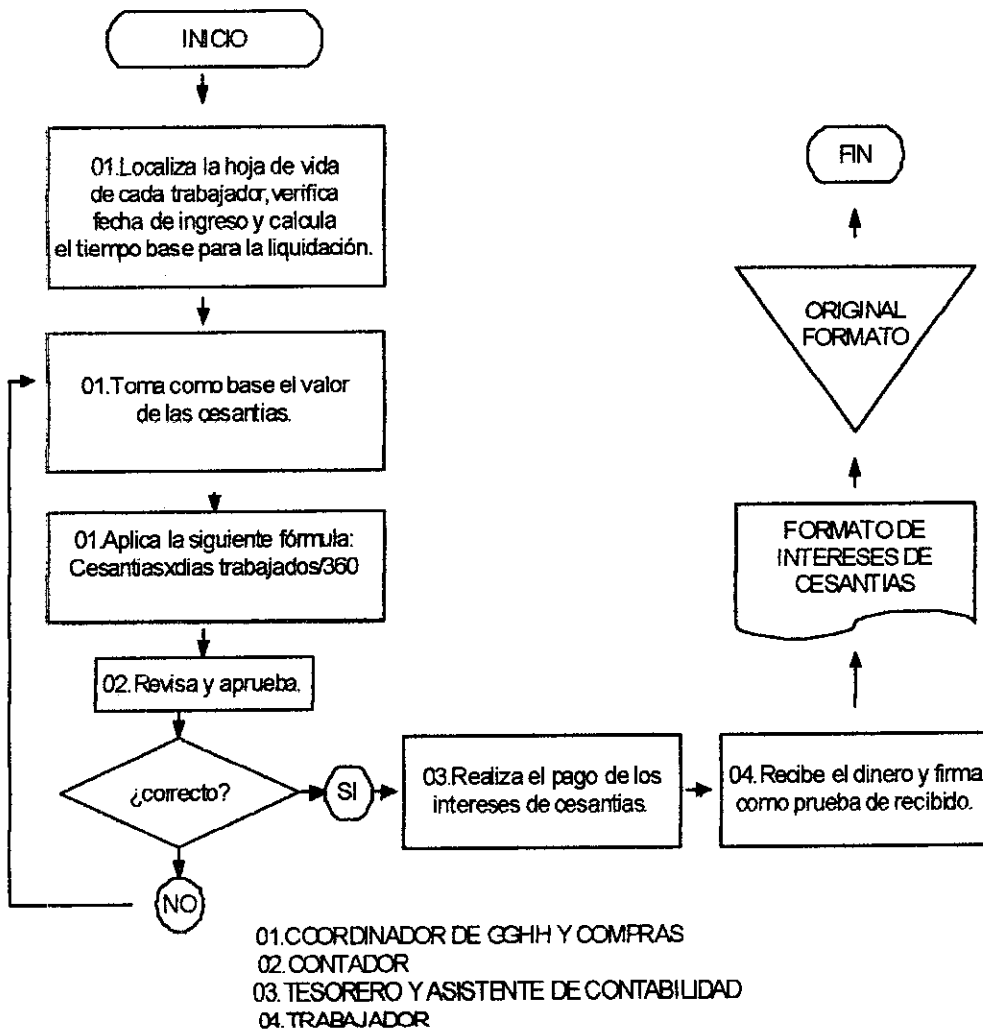 INICIO
01.Localiza la hoja de vida
de cada trabajador, verifica
fecha de ingreso y calcula
el tiempo base para la liquidación.
01.Toma como base el valor
de las cesantias.
01.Aplica la siguiente fórmula:
Cesantiasxdias trabajados/360
02.Revisa y aprueba.
¿correcto?
SI
NO
03.Realiza el pago de los
intereses de cesantias.
04.Recibe el dinero y firma
como prueba de recibido.
FORMATO DE
INTERESES DE
CESANTIAS
ORIGINAL
FORMATO
FIN
01.COORDINADOR DE GGHH Y COMPRAS
02.CONTADOR
03.TESORERO Y ASISTENTE DE CONTABILIDAD
04.TRABAJADOR